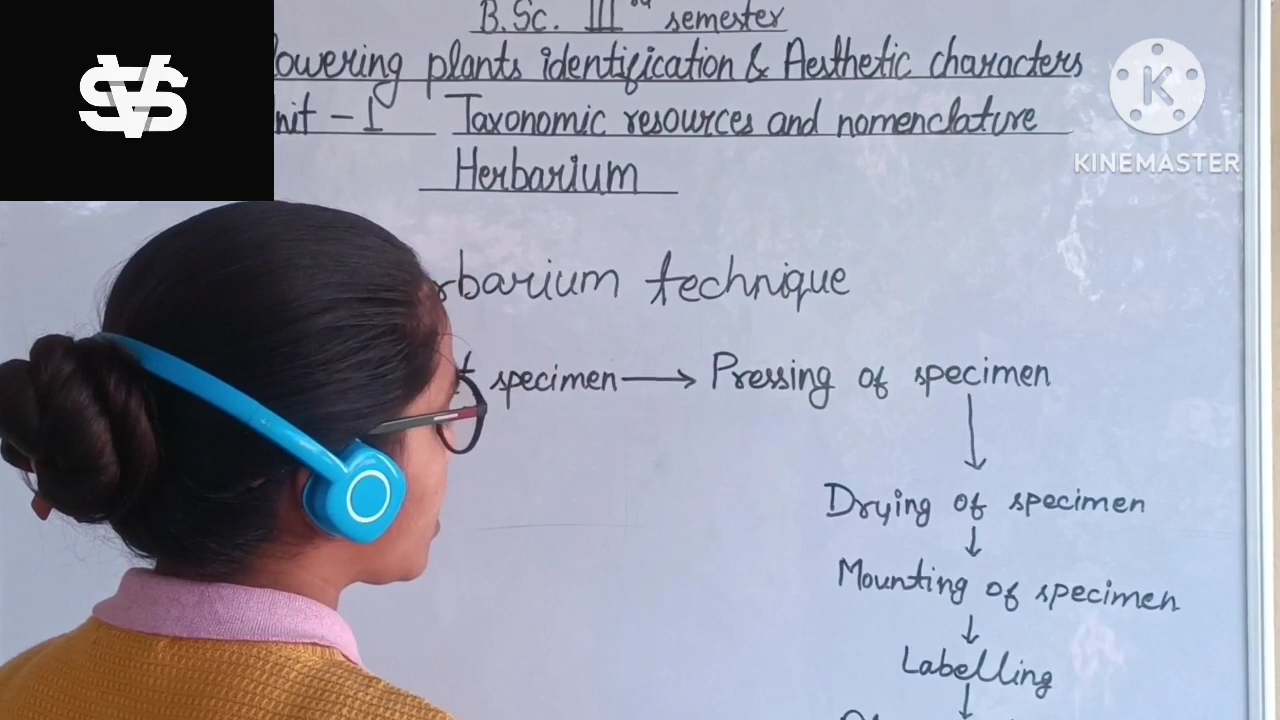 B.Sc. IIIrd semester
lowering plants identification & Aesthetic characters
nit - I Taxonomic resources and nomenclature
Herbarium
rbarium technique
t specimen → Pressing of specimen
↓
Drying of specimen
↓
Mounting of specimen
↓
Labelling
↓
KINEMASTER